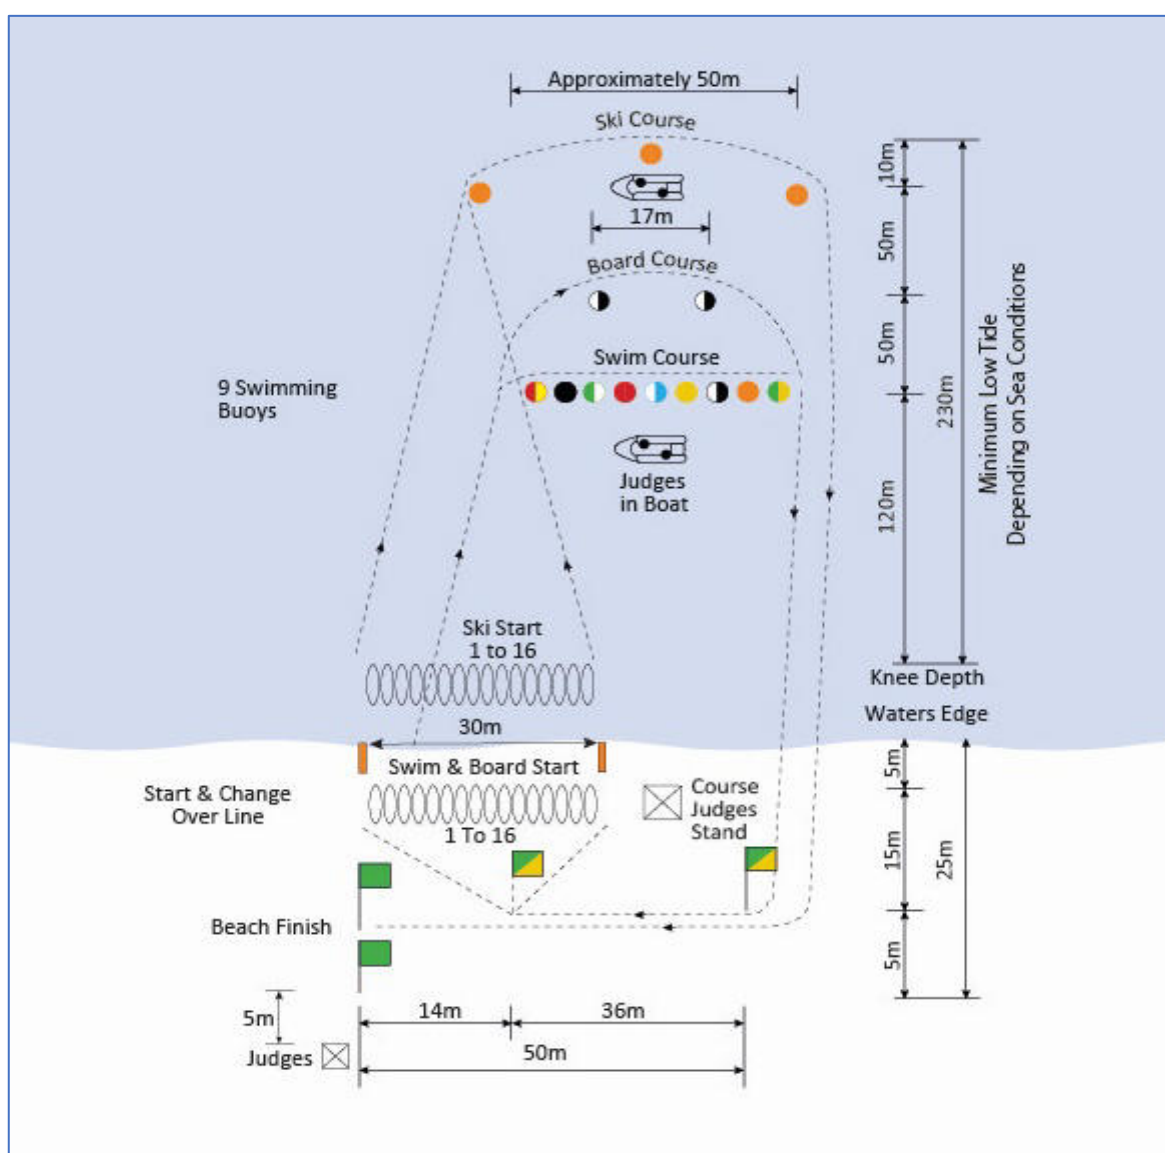 Approximately 50m
Ski Course
10m
17m
50m
Board Course
50m
Swim Course
9 Swimming
Buoys
230m
Minimum Low Tide
Depending on Sea Conditions
Judges
in Boat
120m
Ski Start
1 to 16
Knee Depth
Waters Edge
30m
Swim & Board Start
5m
Start & Change
Over Line
Course
Judges
Stand
1 To 16
15m
25m
Beach Finish
5m
14m
36m
5m
50m
Judges